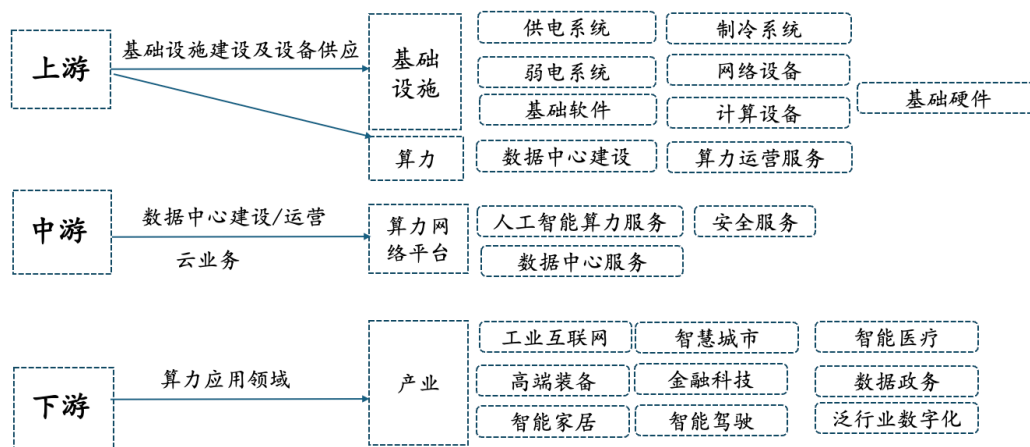 供电系统
制冷系统
上游
基础设施建设及设备供应
基础
设施
弱电系统
网络设备
基础硬件
基础软件
计算设备
算力
数据中心建设
算力运营服务
中游
数据中心建设/运营
云业务
算力网
络平台
人工智能算力服务
安全服务
数据中心服务
下游
算力应用领域
产业
工业互联网
智慧城市
智能医疗
高端装备
金融科技
数据政务
智能家居
智能驾驶
泛行业数字化